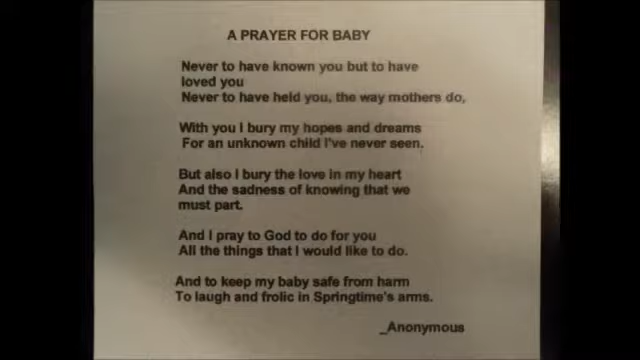 A PRAYER FOR BABY
Never to have known you but to have
loved you
Never to have held you, the way mothers do,
With you I bury my hopes and dreams
For an unknown child I've never seen.
But also I bury the love in my heart
And the sadness of knowing that we
must part.
And I pray to God to do for you
All the things that I would like to do.
And to keep my baby safe from harm
To laugh and frolic in Springtime's arms.
_Anonymous